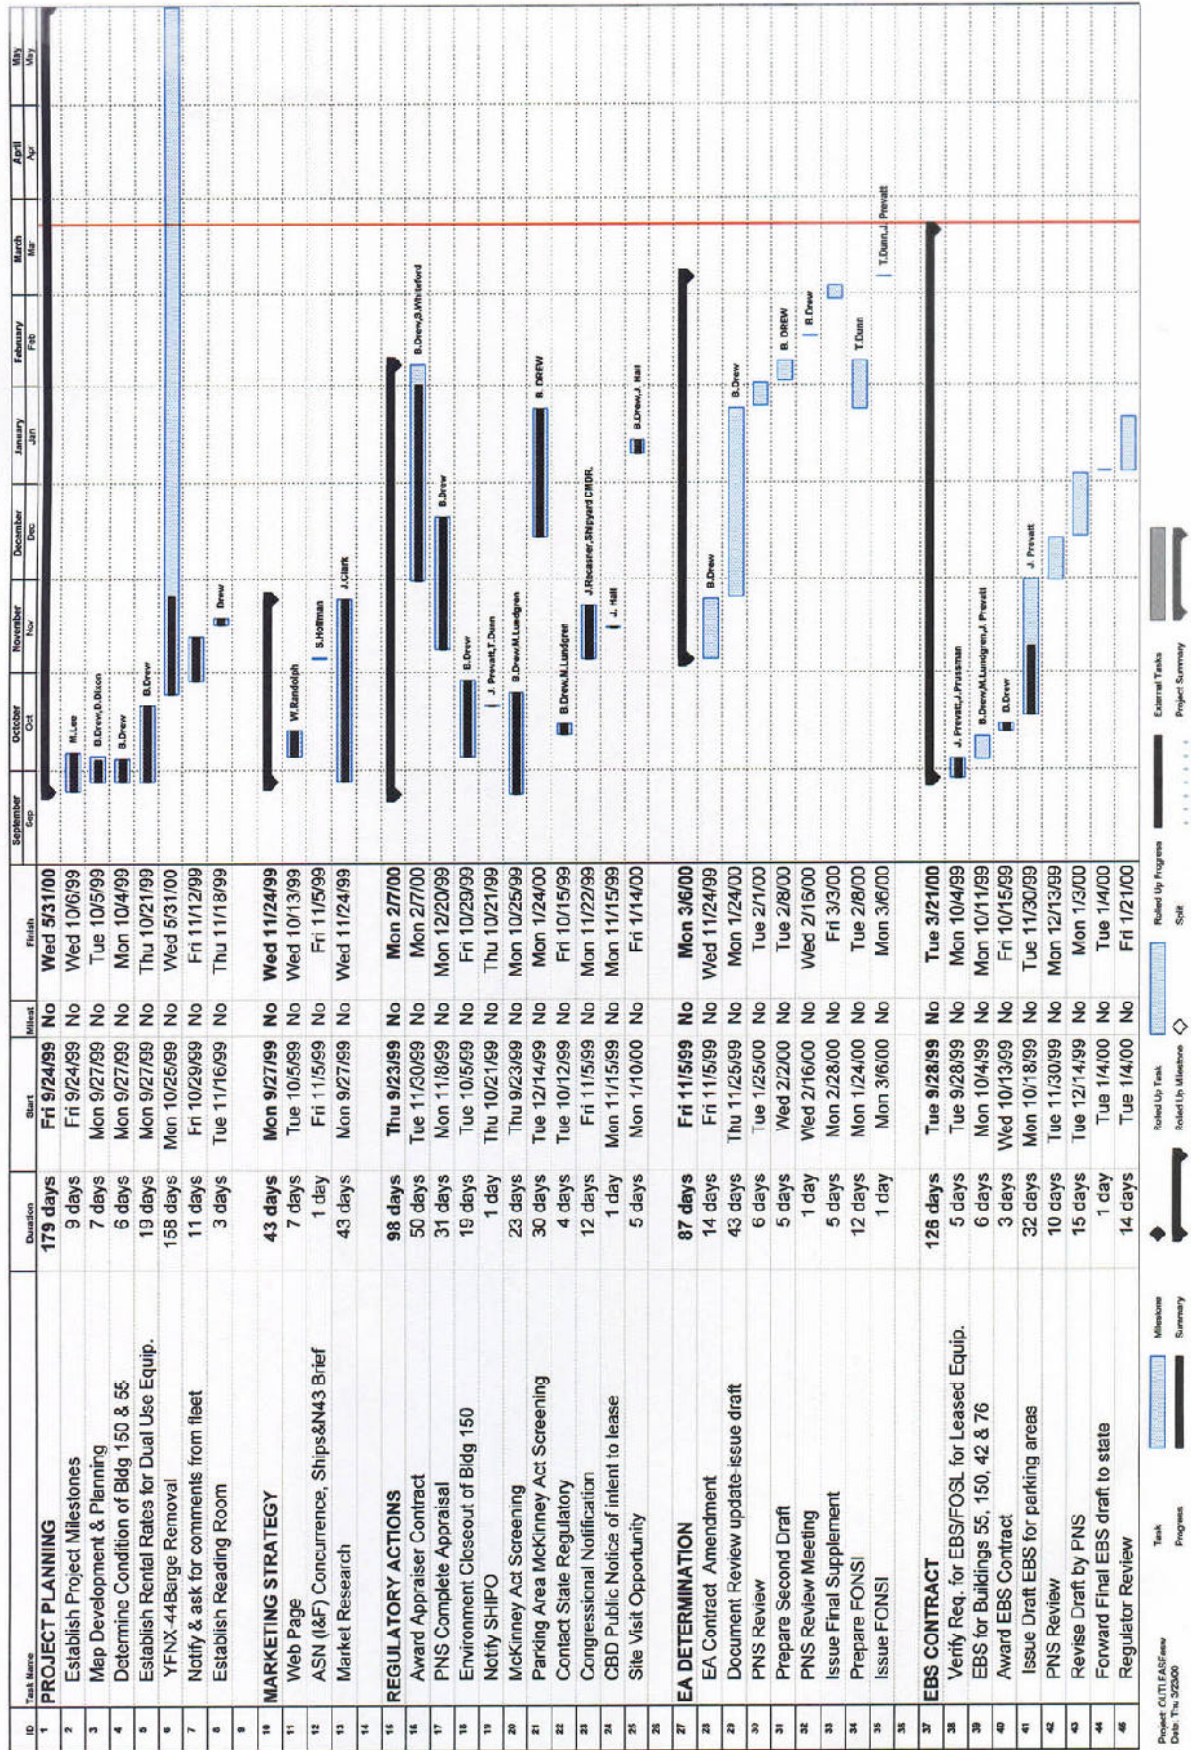 ID Task Name Duration Start Milest Finish September October November December January February March April May
Sep Oct Nov Dec Jan Feb Mar Apr May
1 PROJECT PLANNING 179 days Fri 9/24/99 No Wed 5/31/00
2 Establish Project Milestones 9 days Fri 9/24/99 No Wed 10/6/99 M.Lee
3 Map Development & Planning 7 days Mon 9/27/99 No Tue 10/5/99 B.Drew,D.Dixon
4 Determine Condition of Bldg 150 & 55 6 days Mon 9/27/99 No Mon 10/4/99 B.Drew
5 Establish Rental Rates for Dual Use Equip. 19 days Mon 9/27/99 No Thu 10/21/99 B.Drew
6 YFNX-44Barge Removal 158 days Mon 10/25/99 No Wed 5/31/00
7 Notify & ask for comments from fleet 11 days Fri 10/29/99 No Fri 11/12/99
8 Establish Reading Room 3 days Tue 11/16/99 No Thu 11/18/99 Drew
9
10 MARKETING STRATEGY 43 days Mon 9/27/99 No Wed 11/24/99
11 Web Page 7 days Tue 10/5/99 No Wed 10/13/99 W.Randolph
12 ASN (I&F) Concurrence, Ships&N43 Brief 1 day Fri 11/5/99 No Fri 11/5/99 S.Hoffman
13 Market Research 43 days Mon 9/27/99 No Wed 11/24/99 J.Clark
14
15 REGULATORY ACTIONS 98 days Thu 9/23/99 No Mon 2/7/00
16 Award Appraiser Contract 50 days Tue 11/30/99 No Mon 2/7/00 B.Drew,S.Whiteford
17 PNS Complete Appraisal 31 days Mon 11/8/99 No Mon 12/20/99 B.Drew
18 Environment Closeout of Bldg 150 19 days Tue 10/5/99 No Fri 10/29/99 B.Drew
19 Notify SHIPO 1 day Thu 10/21/99 No Thu 10/21/99 J. Prevatt,T.Dunn
20 McKinney Act Screening 23 days Thu 9/23/99 No Mon 10/25/99 B.Drew,M.Lundgren
21 Parking Area McKinney Act Screening 30 days Tue 12/14/99 No Mon 1/24/00 B. DREW
22 Contact State Regulatory 4 days Tue 10/12/99 No Fri 10/15/99 B.Drew,N.Lundgren
23 Congressional Notification 12 days Fri 11/5/99 No Mon 11/22/99 J.Recasner,Shipyard CMDR.
24 CBD Public Notice of intent to lease 1 day Mon 11/15/99 No Mon 11/15/99 J. Hall
25 Site Visit Opportunity 5 days Mon 1/10/00 No Fri 1/14/00 B.Drew,J. Hall
26
27 EA DETERMINATION 87 days Fri 11/5/99 No Mon 3/6/00
28 EA Contract Amendment 14 days Fri 11/5/99 No Wed 11/24/99 B.Drew
29 Document Review update-issue draft 43 days Thu 11/25/99 No Mon 1/24/00 B.Drew
30 PNS Review 6 days Tue 1/25/00 No Tue 2/1/00
31 Prepare Second Draft 5 days Wed 2/2/00 No Tue 2/8/00 B. DREW
32 PNS Review Meeting 1 day Wed 2/16/00 No Wed 2/16/00 B.Drew
33 Issue Final Supplement 5 days Mon 2/28/00 No Fri 3/3/00
34 Prepare FONSI 12 days Mon 1/24/00 No Tue 2/8/00 T.Dunn
35 Issue FONSI 1 day Mon 3/6/00 No Mon 3/6/00 T.Dunn,J. Prevatt
36
37 EBS CONTRACT 126 days Tue 9/28/99 No Tue 3/21/00
38 Verify Req. for EBS/FOSL for Leased Equip. 5 days Tue 9/28/99 No Mon 10/4/99 J. Prevatt,J.Prussman
39 EBS for Buildings 55, 150, 42 & 76 6 days Mon 10/4/99 No Mon 10/11/99 B.Drew,M.Lundgren,J. Prevatt
40 Award EBS Contract 3 days Wed 10/13/99 No Fri 10/15/99 B.Drew
41 Issue Draft EBS for parking areas 32 days Mon 10/18/99 No Tue 11/30/99 J. Prevatt
42 PNS Review 10 days Tue 11/30/99 No Mon 12/13/99
43 Revise Draft by PNS 15 days Tue 12/14/99 No Mon 1/3/00
44 Forward Final EBS draft to state 1 day Tue 1/4/00 No Tue 1/4/00
45 Regulator Review 14 days Tue 1/4/00 No Fri 1/21/00
Project:
Date: Thu 3/23/00
Task Milestone Rolled Up Task Rolled Up Progress External Tasks
Progress Summary Rolled Up Milestone Split Project Summary